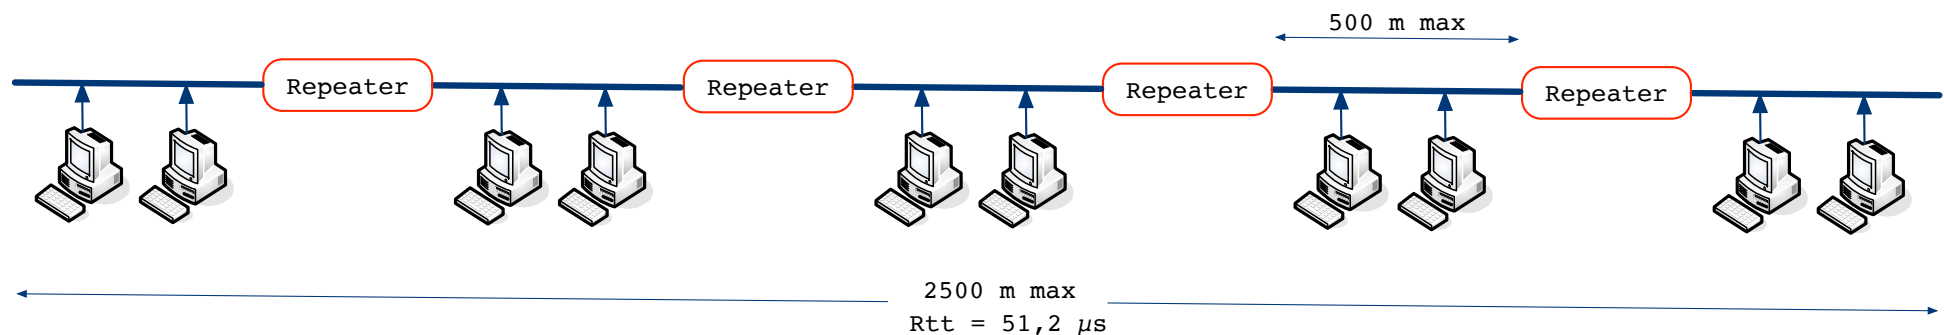 500 m max
Repeater
Repeater
Repeater
Repeater
2500 m max
Rtt = 51,2 µs